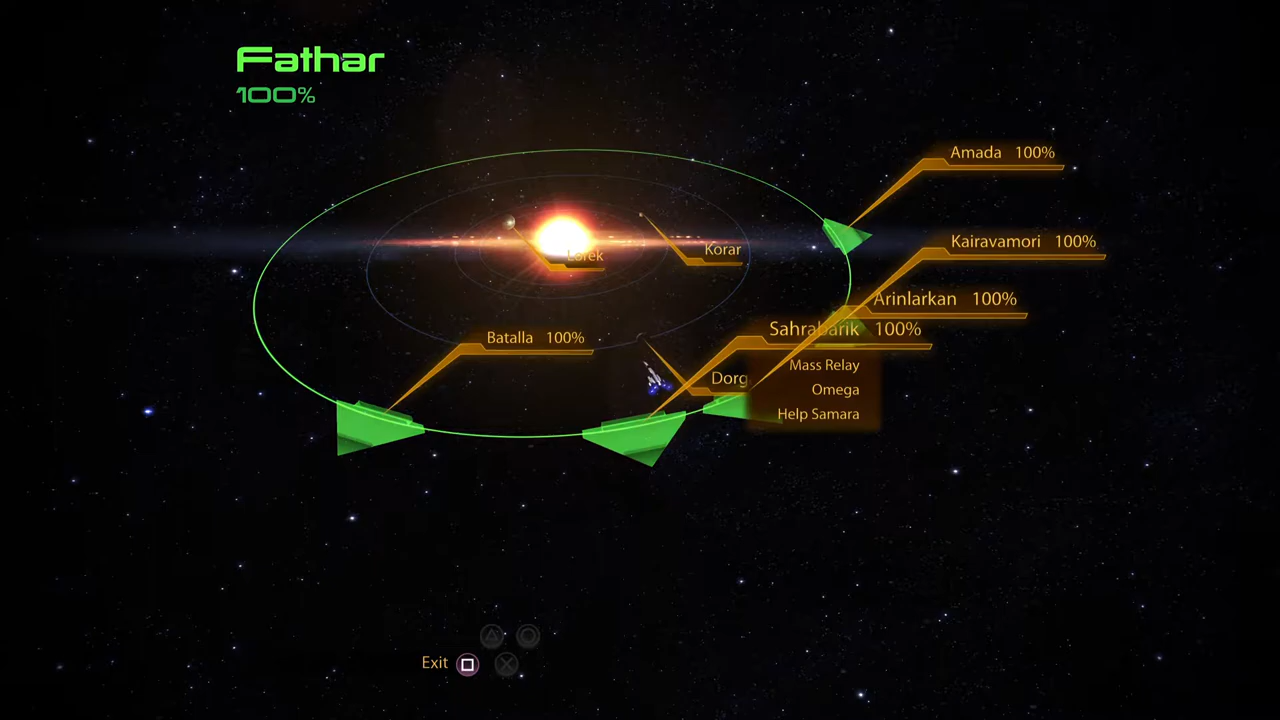 Fathar
100%
Amada 100%
Kairavamori 100%
Lorek
Korar
Arinlarkan 100%
Sahrabarik 100%
Batalla 100%
Mass Relay
Dorg
Omega
Help Samara
Exit